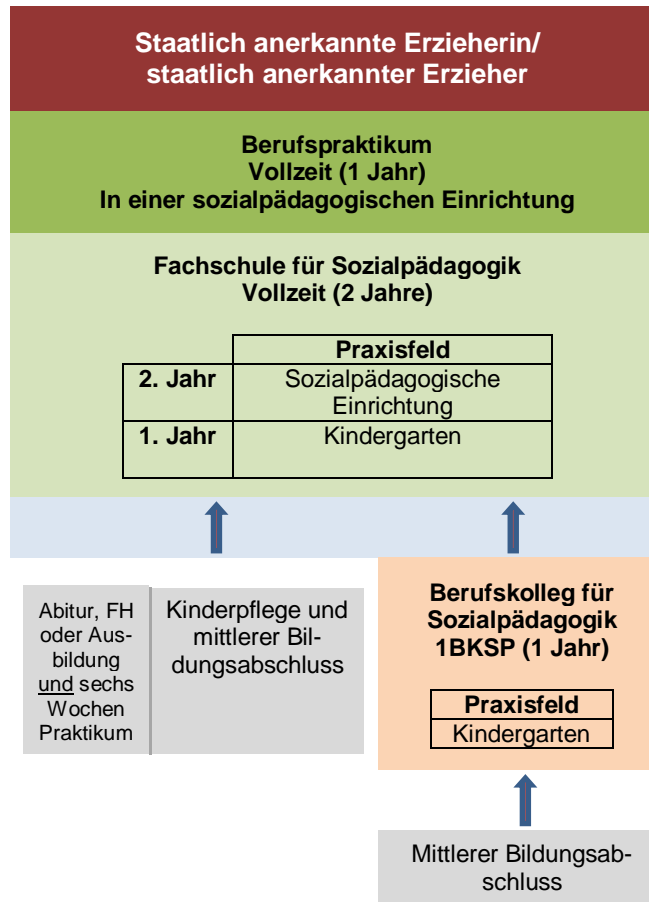 Staatlich anerkannte Erzieherin/
staatlich anerkannter Erzieher
Berufspraktikum
Vollzeit (1 Jahr)
In einer sozialpädagogischen Einrichtung
Fachschule für Sozialpädagogik
Vollzeit (2 Jahre)
Praxisfeld
2. Jahr Sozialpädagogische
Einrichtung
1. Jahr Kindergarten
Abitur, FH
oder Aus-
bildung
und sechs
Wochen
Praktikum
Kinderpflege und
mittlerer Bil-
dungsabschluss
Berufskolleg für
Sozialpädagogik
1BKSP (1 Jahr)
Praxisfeld
Kindergarten
Mittlerer Bildungsab-
schluss